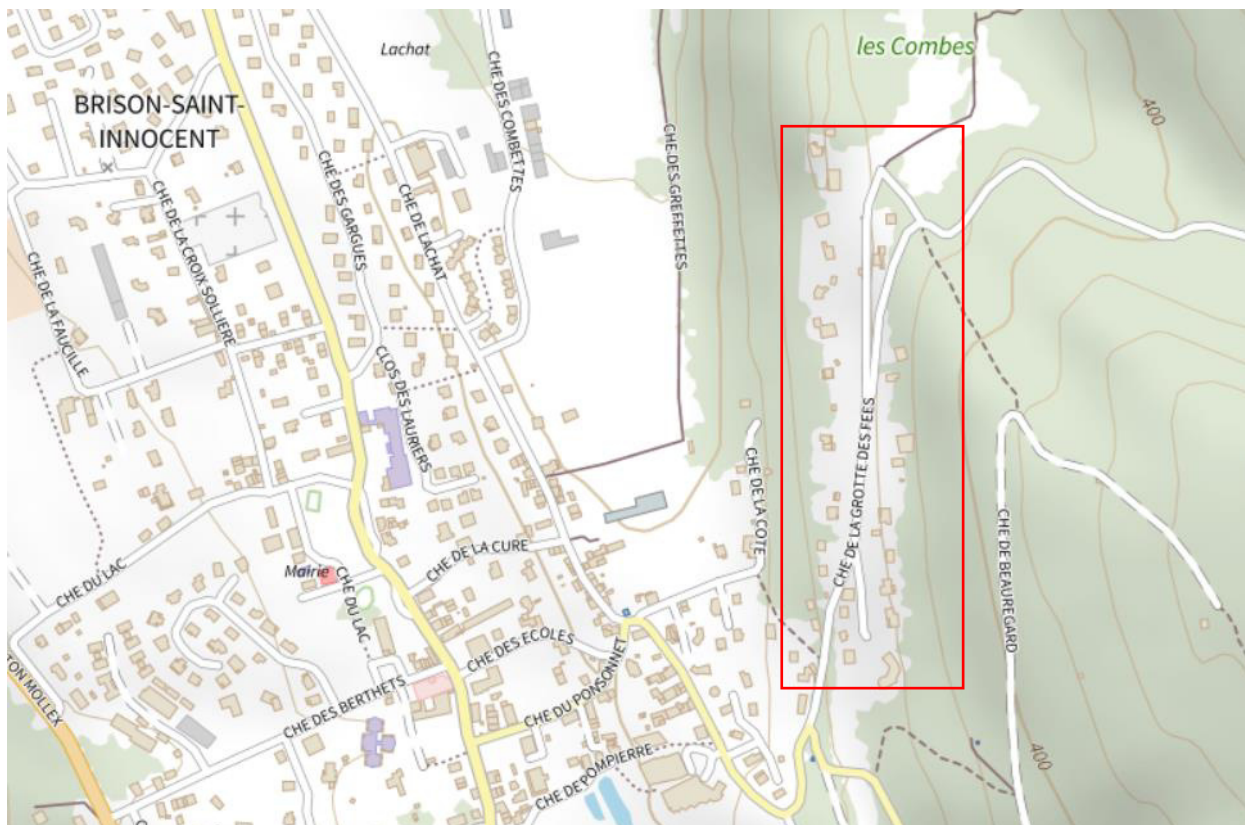 Lachat
les Combes
BRISON-SAINT-
INNOCENT
400
CHE DES COMBETTES
CHE DES GARGUES
CHE DE LACHAT
CHE DES GREFFETTES
CHE DE LA CROIX SOLLIERE
CHE DE LA FAUCILLE
CLOS DES LAURIERS
CHE DE LA COTE
CHE DE LA GROTTE DES FEES
CHE DE BEAUREGARD
CHE DE LA CURE
CHE DU LAC
Mairie
CHE DU LAC
CHE DES ECOLES
CHE DES BERTHETS
CHE DU PONSONNET
TON MOLLEX
CHE DE POMPIERRE
400